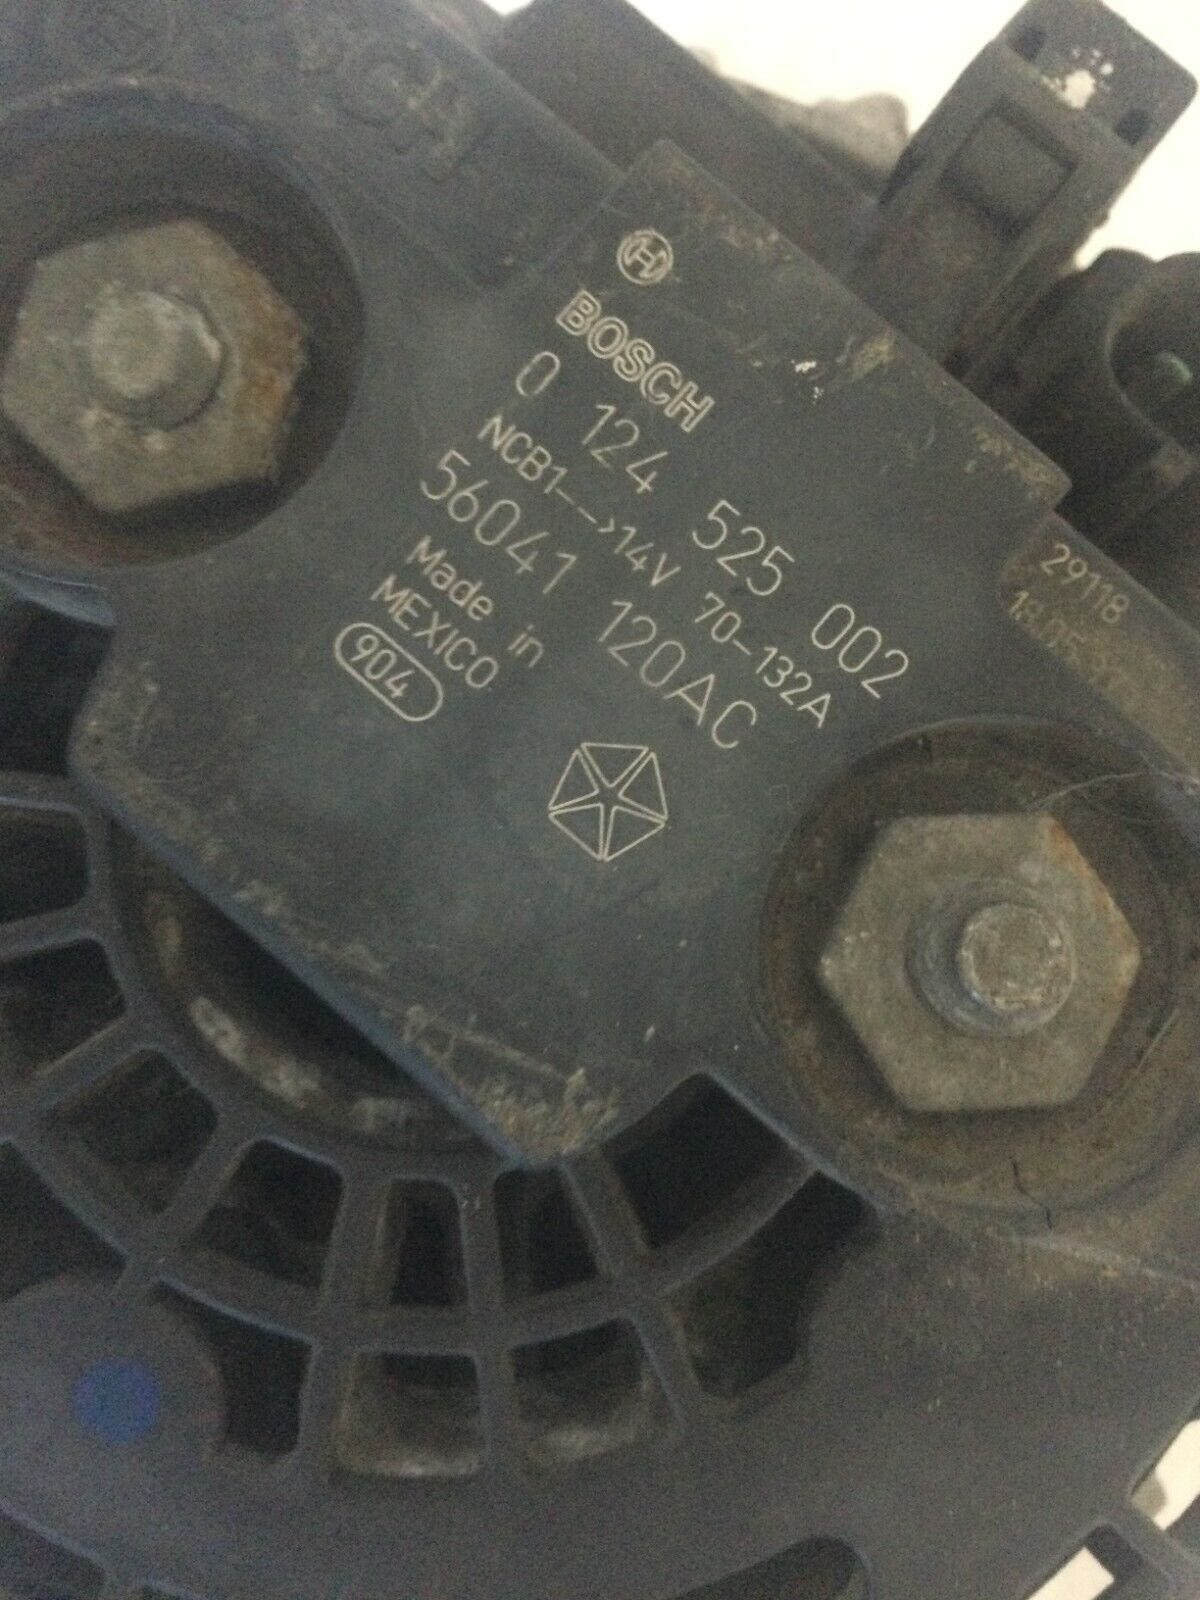 BOSCH
0 124 525 002
NCB1-->14V 70-132A
56041 120AC
Made in
MEXICO
904
29118